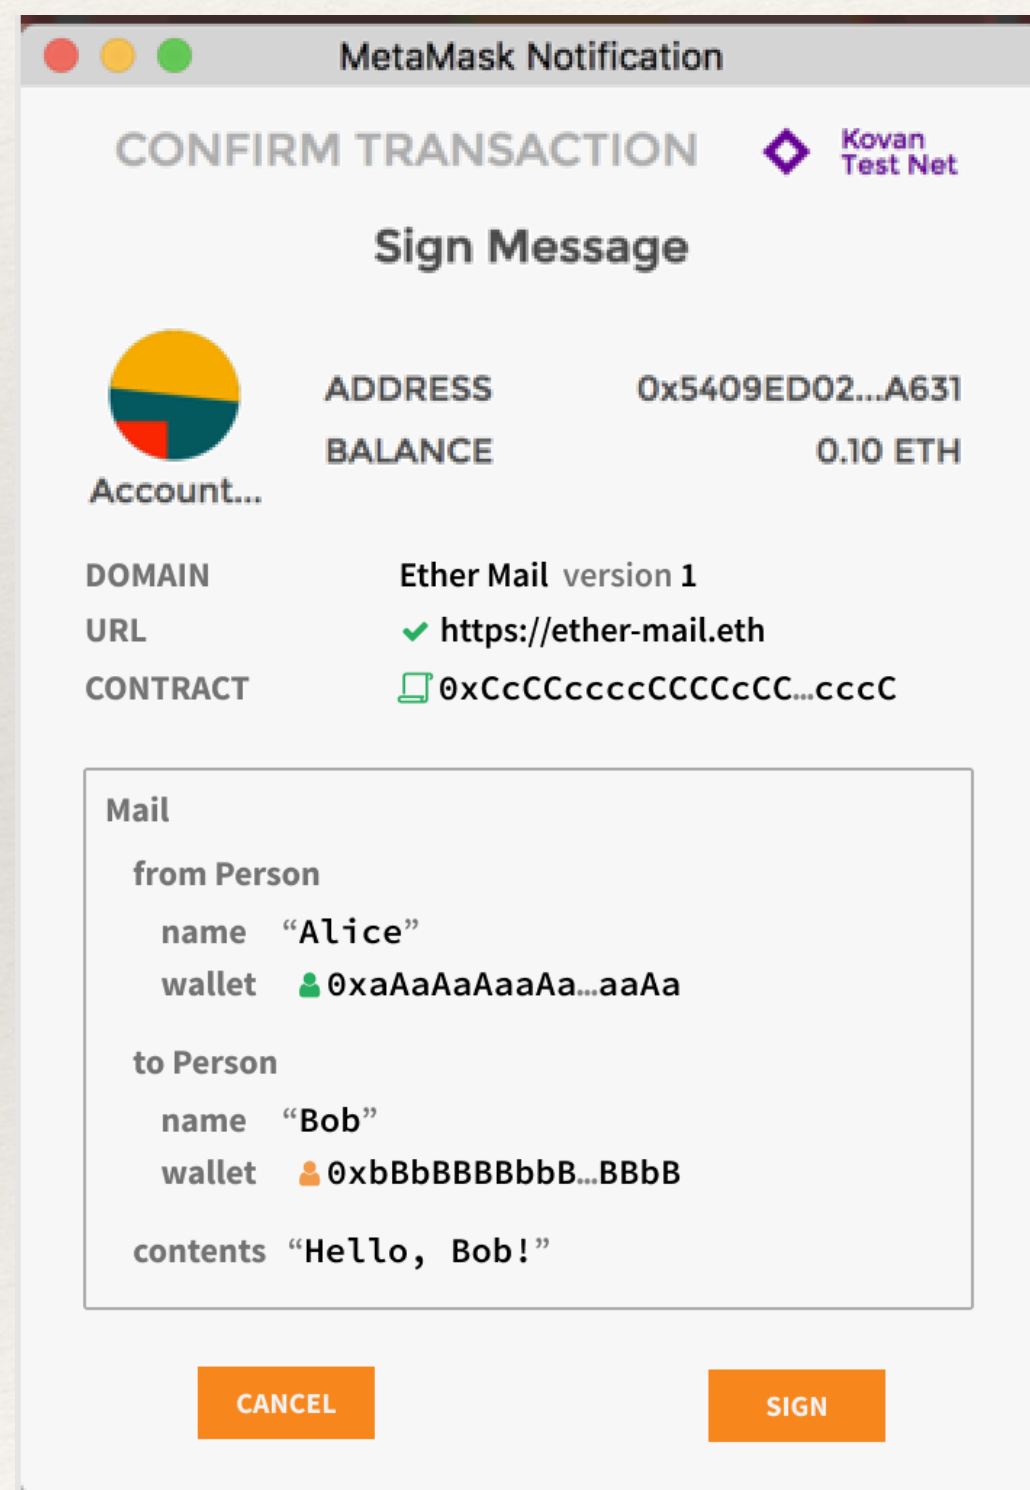 MetaMask Notification
CONFIRM TRANSACTION
Kovan
Test Net
Sign Message
ADDRESS 0x5409ED02...A631
BALANCE 0.10 ETH
Account...
DOMAIN Ether Mail version 1
URL https://ether-mail.eth
CONTRACT 0xCcCCccccCCCCcCC…cccC
Mail
from Person
name “Alice”
wallet 0xaAaAaAaaAa…aaAa
to Person
name “Bob”
wallet 0xbBbBBBBbbB…BBbB
contents “Hello, Bob!”
CANCEL SIGN